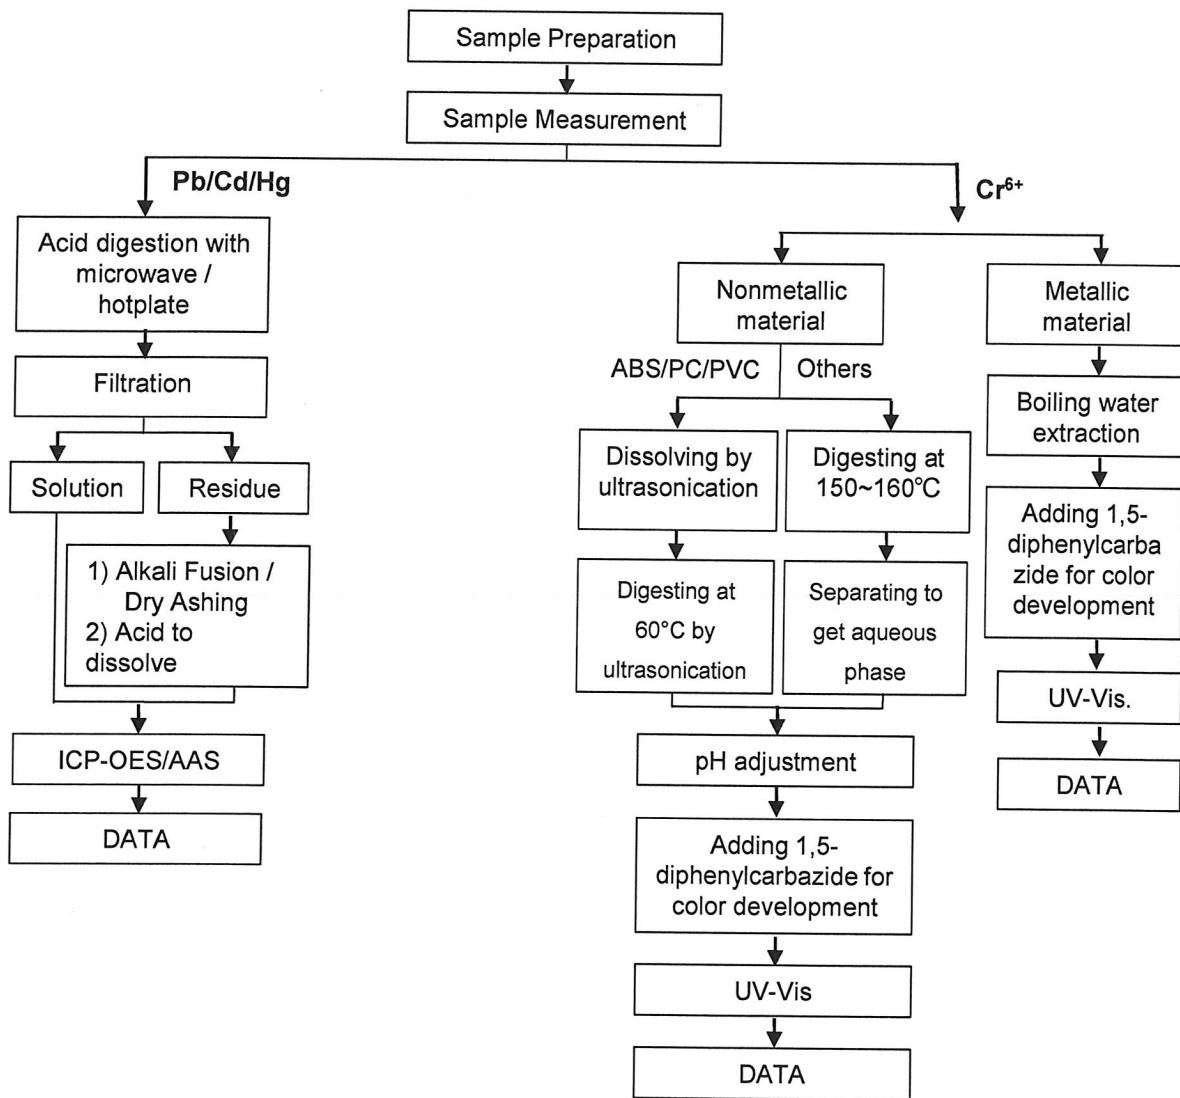 Sample Preparation
Sample Measurement
Pb/Cd/Hg
Cr⁶⁺
Acid digestion with
microwave /
hotplate
Filtration
Solution
Residue
1) Alkali Fusion /
Dry Ashing
2) Acid to
dissolve
ICP-OES/AAS
DATA
Nonmetallic
material
ABS/PC/PVC
Others
Dissolving by
ultrasonication
Digesting at
60°C by
ultrasonication
Digesting at
150~160°C
Separating to
get aqueous
phase
pH adjustment
Adding 1,5-
diphenylcarbazide for
color development
UV-Vis
DATA
Metallic
material
Boiling water
extraction
Adding 1,5-
diphenylcarba
zide for color
development
UV-Vis.
DATA